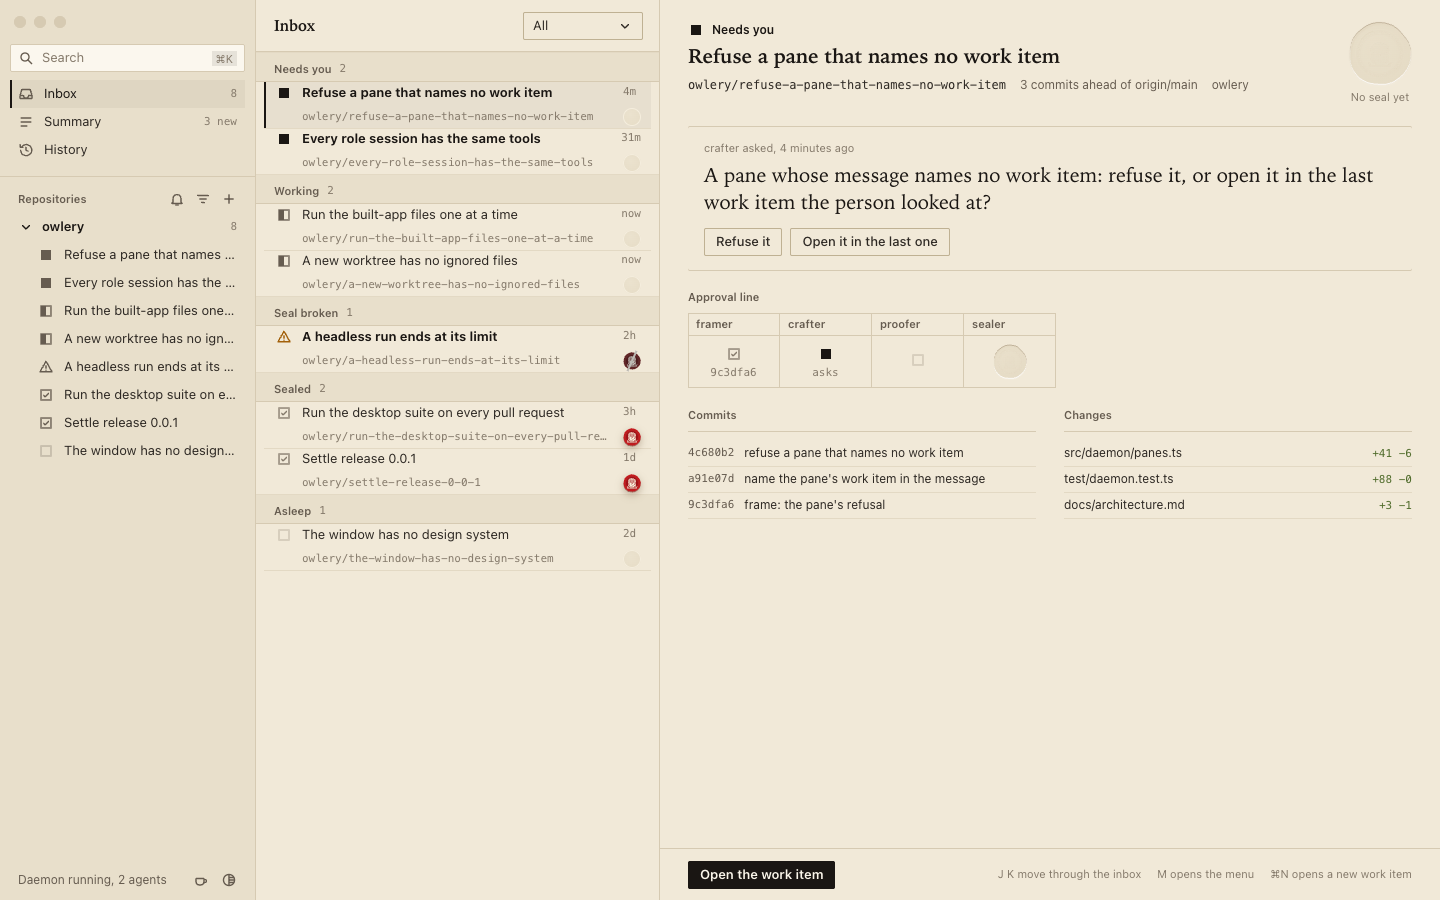 Search ⌘K
Inbox 8
Summary 3 new
History
Repositories
owlery 8
Refuse a pane that names ...
Every role session has the ...
Run the built-app files one...
A new worktree has no ign...
A headless run ends at its ...
Run the desktop suite on e...
Settle release 0.0.1
The window has no design...
Daemon running, 2 agents
Inbox All
Needs you 2
Refuse a pane that names no work item 4m
owlery/refuse-a-pane-that-names-no-work-item
Every role session has the same tools 31m
owlery/every-role-session-has-the-same-tools
Working 2
Run the built-app files one at a time now
owlery/run-the-built-app-files-one-at-a-time
A new worktree has no ignored files now
owlery/a-new-worktree-has-no-ignored-files
Seal broken 1
A headless run ends at its limit 2h
owlery/a-headless-run-ends-at-its-limit
Sealed 2
Run the desktop suite on every pull request 3h
owlery/run-the-desktop-suite-on-every-pull-re…
Settle release 0.0.1 1d
owlery/settle-release-0-0-1
Asleep 1
The window has no design system 2d
owlery/the-window-has-no-design-system
Needs you
Refuse a pane that names no work item
owlery/refuse-a-pane-that-names-no-work-item 3 commits ahead of origin/main owlery
No seal yet
crafter asked, 4 minutes ago
A pane whose message names no work item: refuse it, or open it in the last
work item the person looked at?
Refuse it Open it in the last one
Approval line
framer crafter proofer sealer
9c3dfa6 asks
Commits Changes
4c680b2 refuse a pane that names no work item src/daemon/panes.ts +41 −6
a91e07d name the pane's work item in the message test/daemon.test.ts +88 −0
9c3dfa6 frame: the pane's refusal docs/architecture.md +3 −1
Open the work item J K move through the inbox M opens the menu ⌘N opens a new work item